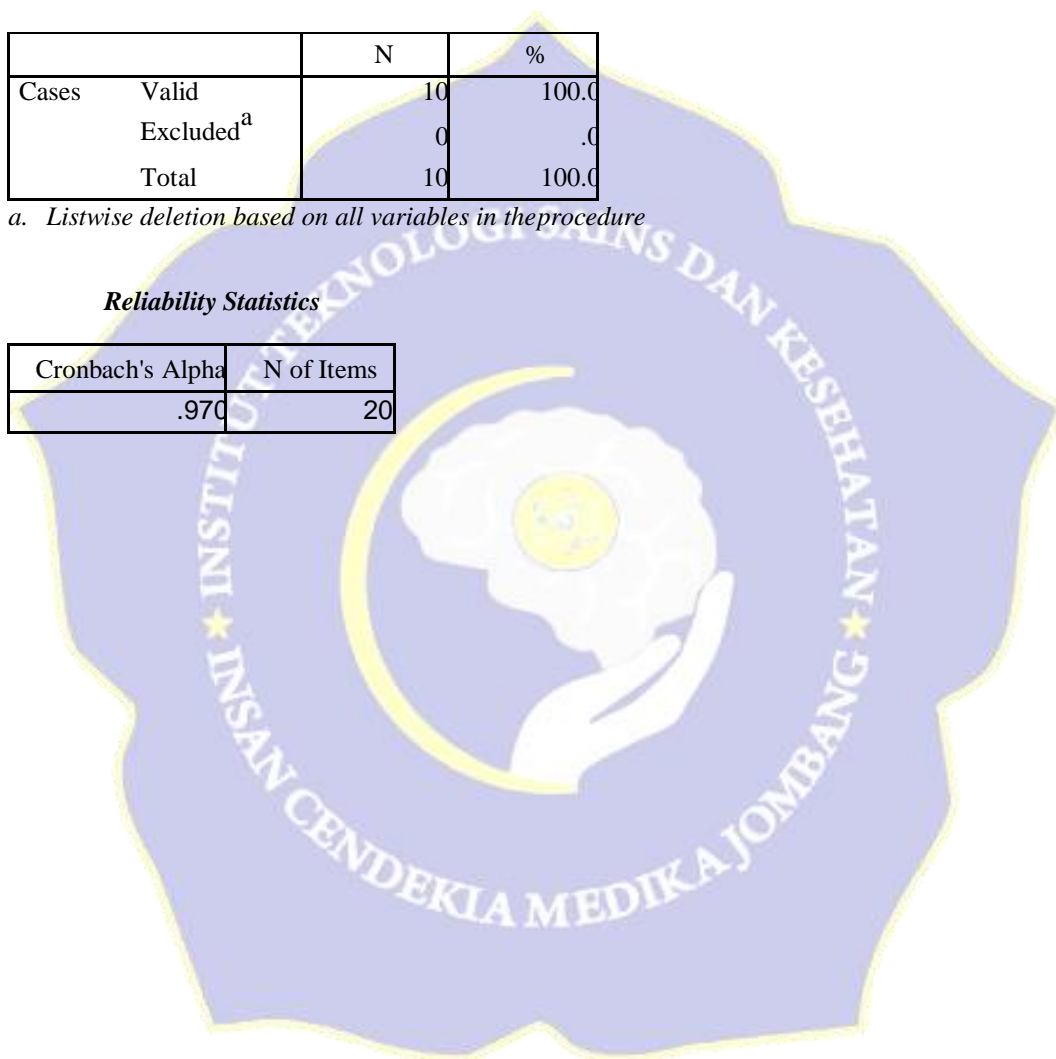 N %
Cases Valid 10 100.0
Excludeda 0 .0
Total 10 100.0
a. Listwise deletion based on all variables in theprocedure
Reliability Statistics
Cronbach's Alpha N of Items
.970 20
INSTITUT TEKNOLOGI SAINS DAN KESEHATAN
INSAN CENDEKIA MEDIKA JOMBANG